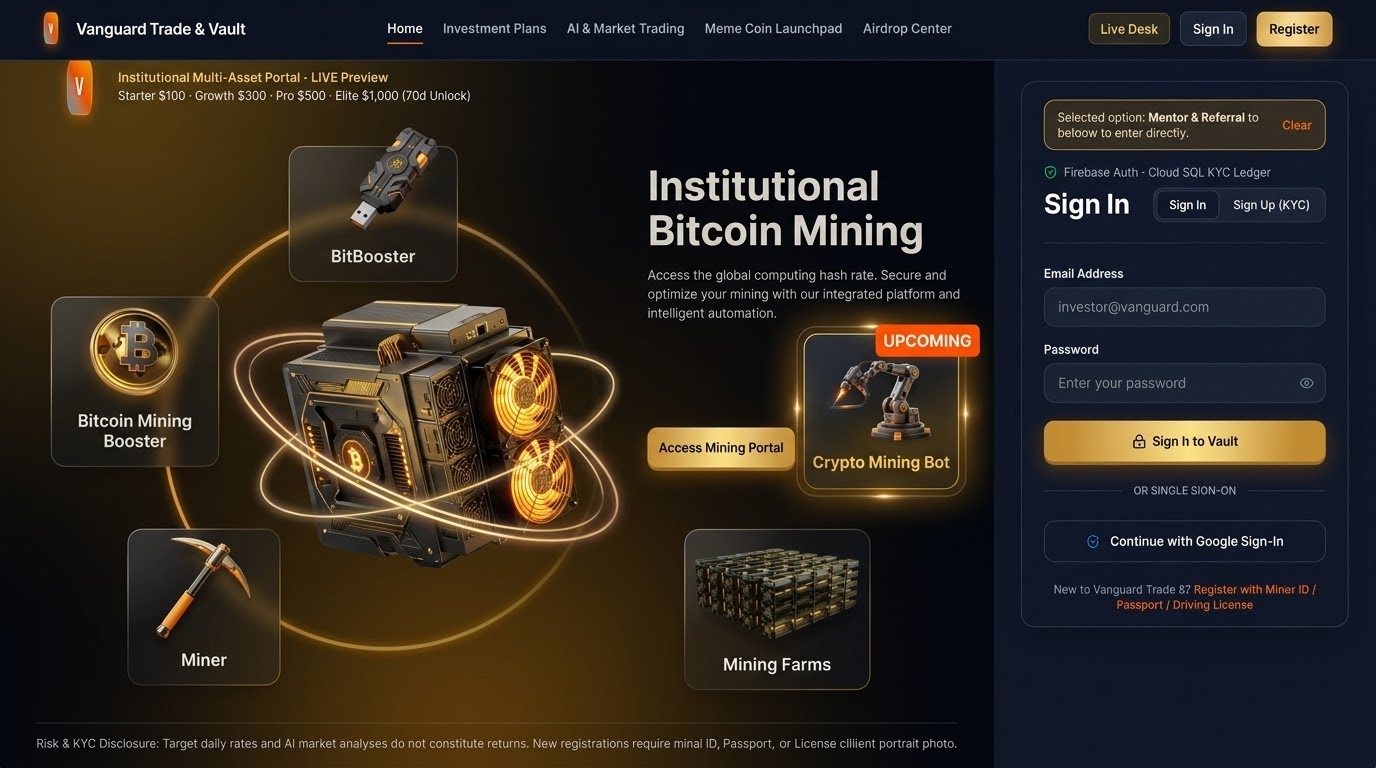 V Vanguard Trade & Vault
Home Investment Plans AI & Market Trading Meme Coin Launchpad Airdrop Center
Live Desk Sign In Register
V
Institutional Multi-Asset Portal - LIVE Preview
Starter $100 · Growth $300 · Pro $500 · Elite $1,000 (70d Unlock)
BitBooster
Bitcoin Mining
Booster
Miner
Institutional
Bitcoin Mining
Access the global computing hash rate. Secure and
optimize your mining with our integrated platform and
intelligent automation.
Access Mining Portal
UPCOMING
Crypto Mining Bot
Mining Farms
Risk & KYC Disclosure: Target daily rates and AI market analyses do not constitute returns. New registrations require minal ID, Passport, or License clliient portrait photo.
Selected option: Mentor & Referral to
beloow to enter directly.
Clear
Firebase Auth - Cloud SQL KYC Ledger
Sign In
Sign In Sign Up (KYC)
Email Address
investor@vanguard.com
Password
Enter your password
Sign h to Vault
OR SINGLE SION-ON
Continue with Google Sign-In
New to Vanguard Trade 8? Register with Miner ID /
Passport / Driving License